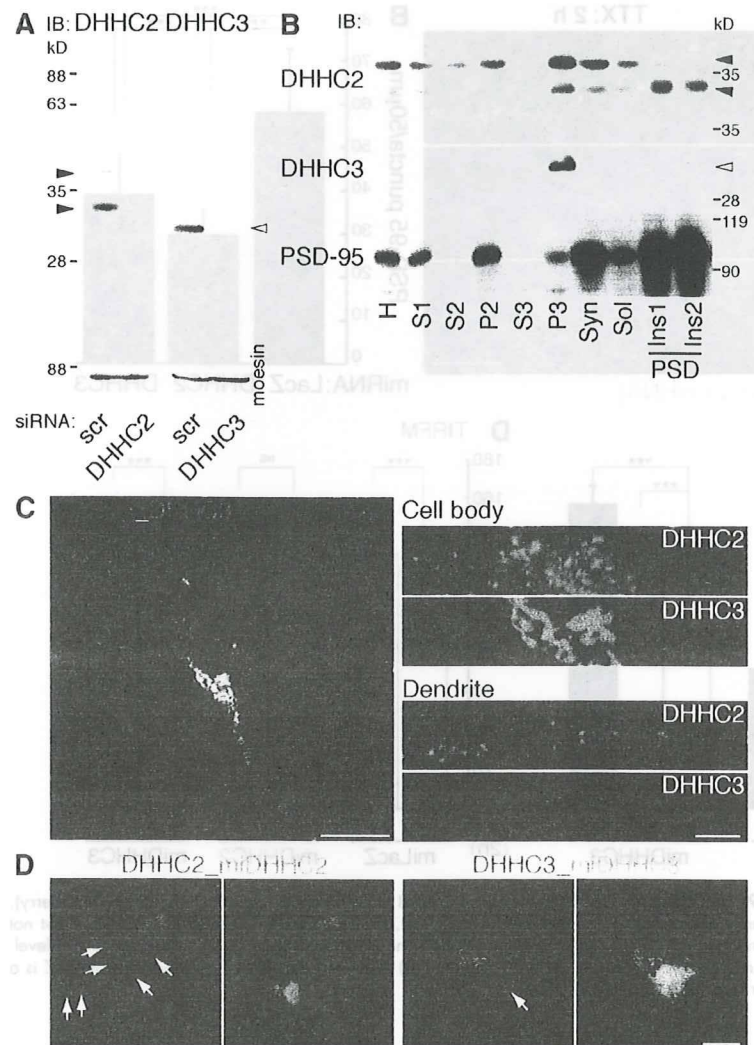 A IB: DHHC2 DHHC3
kD
88 -
63 -
35 -
28 -
88 -
moesin
siRNA: scr DHHC2 scr DHHC3
B IB: kD
DHHC2
-35
-35
DHHC3
-28
-119
PSD-95
-90
H S1 S2 P2 S3 P3 Syn Sol Ins1 Ins2
PSD
C
Cell body
DHHC2
DHHC3
Dendrite
DHHC2
DHHC3
D DHHC2_miDHHC2 DHHC3_miDHHC3